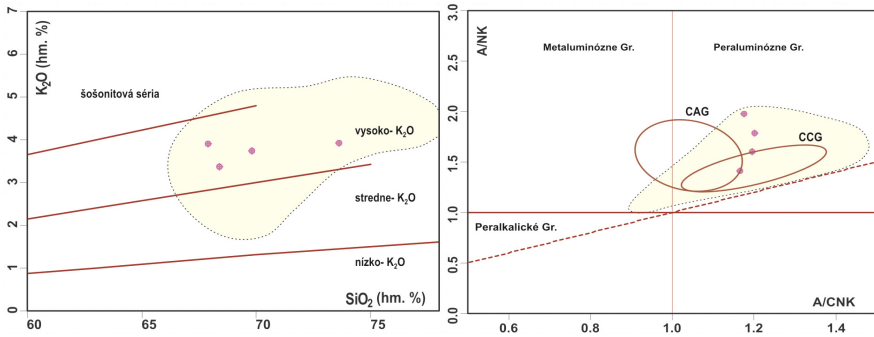 7
6
5
4
3
2
1
0
K₂O (hm. %)
šošonitová séria
vysoko- K₂O
stredne- K₂O
nízko- K₂O
SiO₂ (hm. %)
60
65
70
75
3.0
2.5
2.0
1.5
1.0
0.5
0.0
A/NK
Metaluminózne Gr.
Peraluminózne Gr.
CAG
CCG
Peralkalické Gr.
A/CNK
0.6
0.8
1.0
1.2
1.4